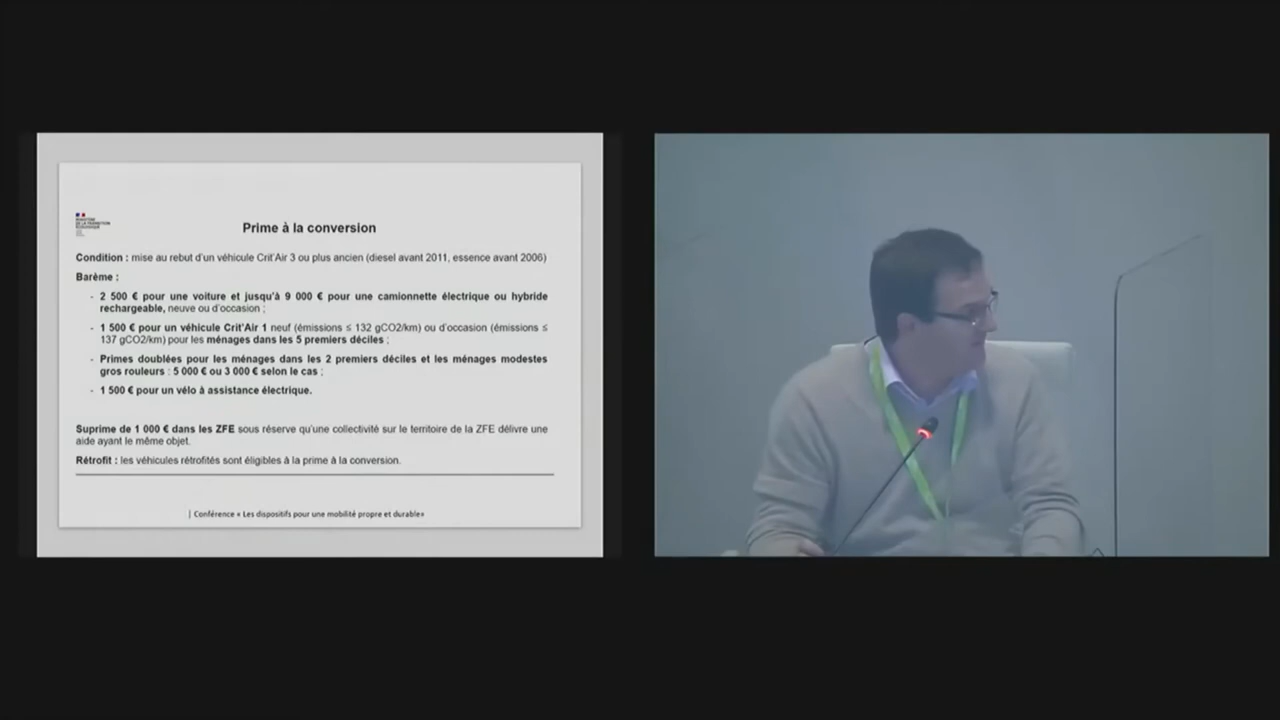 MINISTÈRE
DE LA TRANSITION
ÉCOLOGIQUE
Prime à la conversion
Condition : mise au rebut d'un véhicule Crit'Air 3 ou plus ancien (diesel avant 2011, essence avant 2006)
Barème :
- 2 500 € pour une voiture et jusqu'à 9 000 € pour une camionnette électrique ou hybride
rechargeable, neuve ou d'occasion ;
- 1 500 € pour un véhicule Crit'Air 1 neuf (émissions ≤ 132 gCO2/km) ou d'occasion (émissions ≤
137 gCO2/km) pour les ménages dans les 5 premiers déciles ;
- Primes doublées pour les ménages dans les 2 premiers déciles et les ménages modestes
gros rouleurs : 5 000 € ou 3 000 € selon le cas ;
- 1 500 € pour un vélo à assistance électrique.
Suprime de 1 000 € dans les ZFE sous réserve qu'une collectivité sur le territoire de la ZFE délivre une
aide ayant le même objet.
Rétrofit : les véhicules rétrofités sont éligibles à la prime à la conversion.
| Conférence « Les dispositifs pour une mobilité propre et durable»